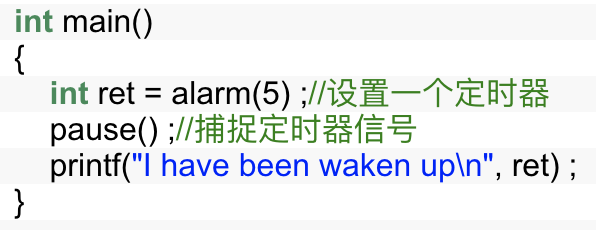 int main()
{
int ret = alarm(5) ;//设置一个定时器
pause() ;//捕捉定时器信号
printf("I have been waken up\n", ret) ;
}